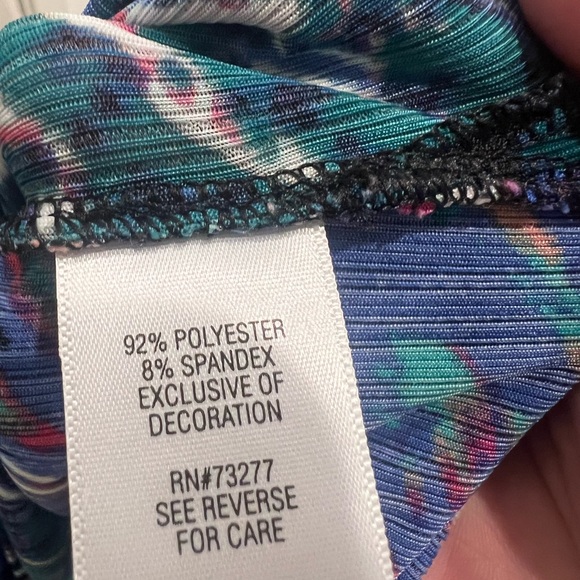 92% POLYESTER
8% SPANDEX
EXCLUSIVE OF
DECORATION
RN#73277
SEE REVERSE
FOR CARE